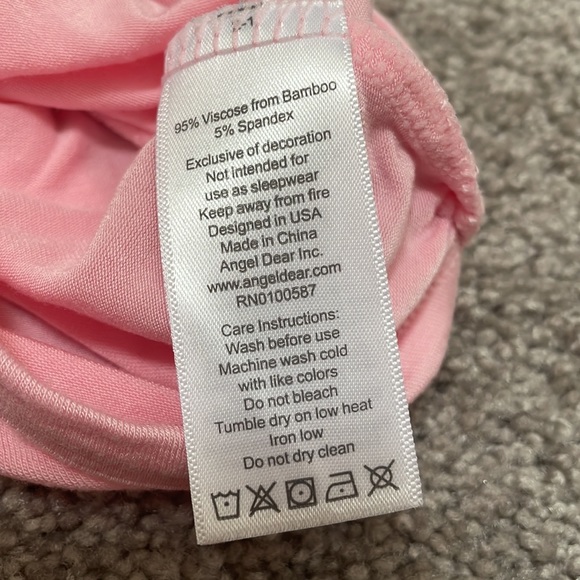 95% Viscose from Bamboo
5% Spandex
Exclusive of decoration
Not intended for
use as sleepwear
Keep away from fire
Designed in USA
Made in China
Angel Dear Inc.
www.angeldear.com
RN0100587
Care Instructions:
Wash before use
Machine wash cold
with like colors
Do not bleach
Tumble dry on low heat
Iron low
Do not dry clean